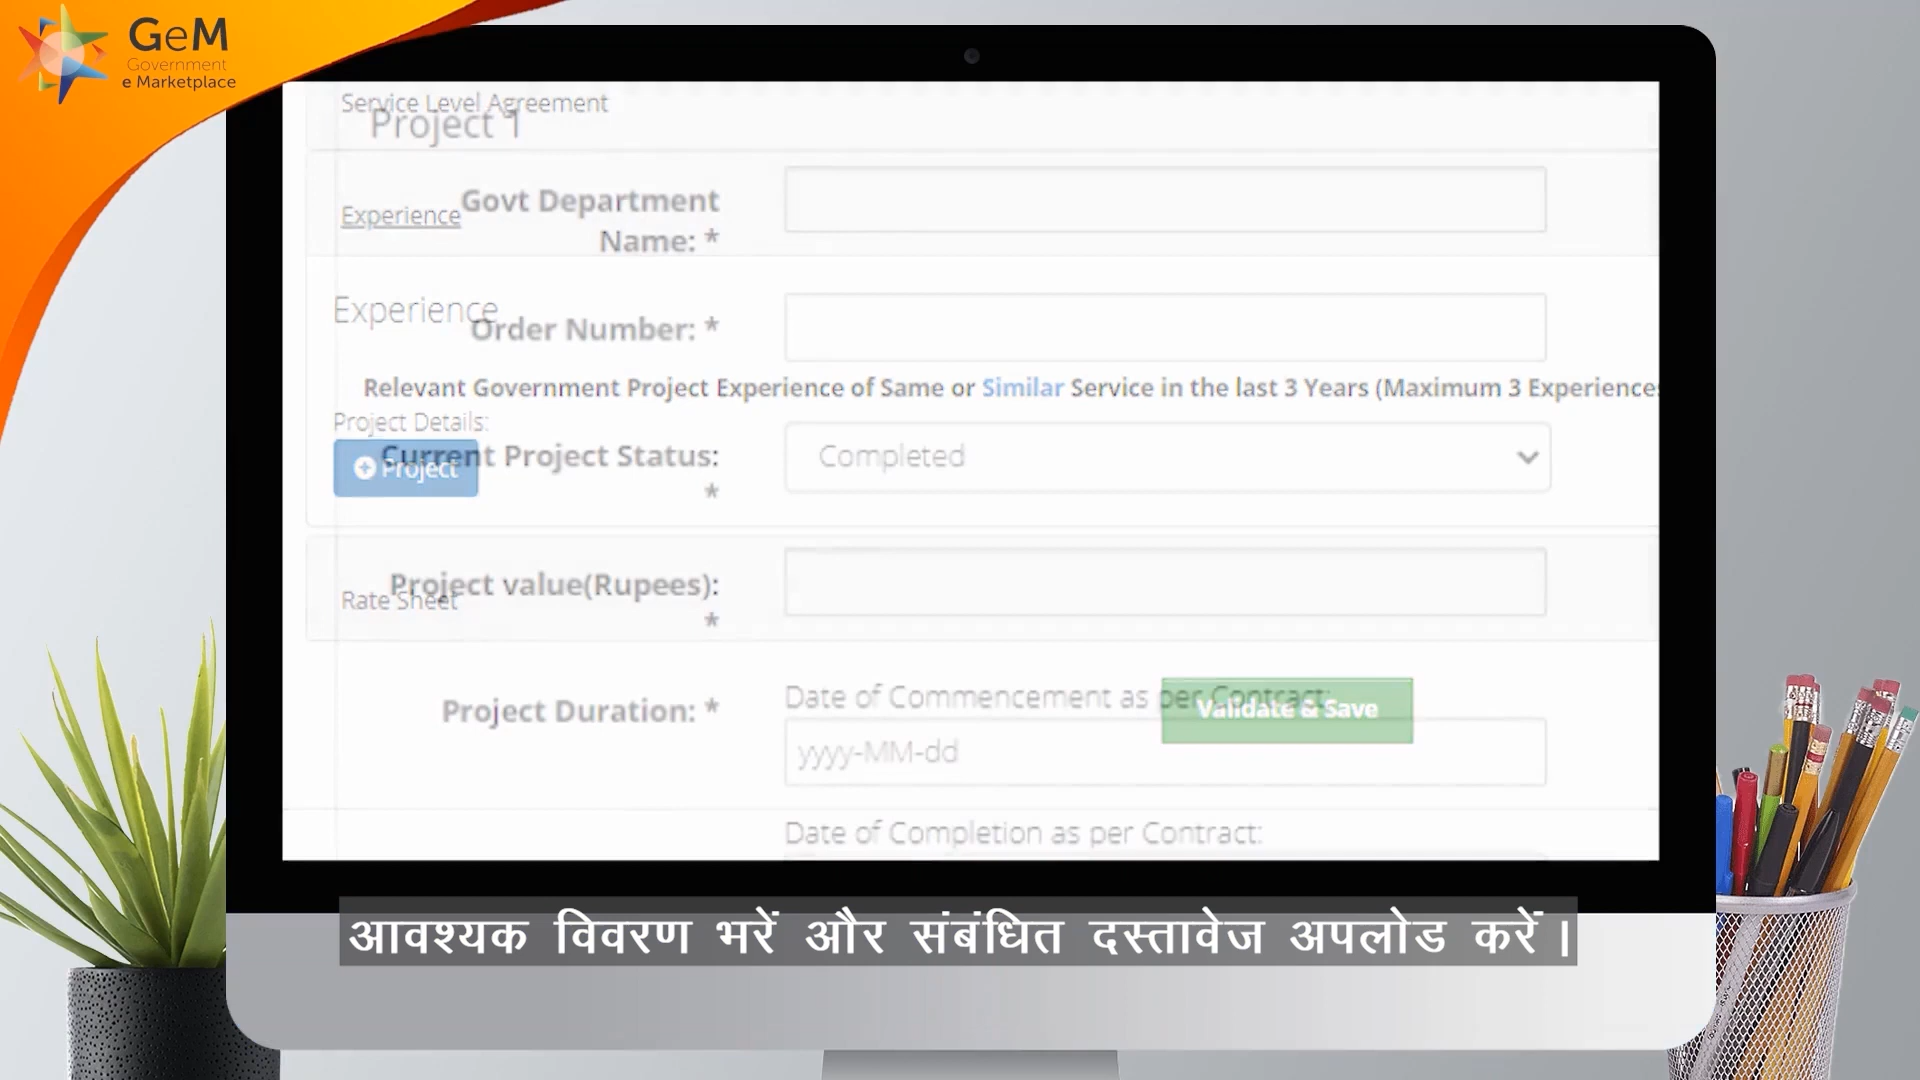 GeM
Government
e Marketplace
Service Level Agreement
Project 1
Experience
Govt Department
Name: *
Experience
Order Number: *
Relevant Government Project Experience of Same or Similar Service in the last 3 Years (Maximum 3 Experiences
Project Details:
Project
Current Project Status:
*
Completed
Project value(Rupees):
*
Rate Sheet
Project Duration: *
Date of Commencement as per Contract:
Validate & Save
yyyy-MM-dd
Date of Completion as per Contract:
आवश्यक विवरण भरें और संबंधित दस्तावेज अपलोड करें।